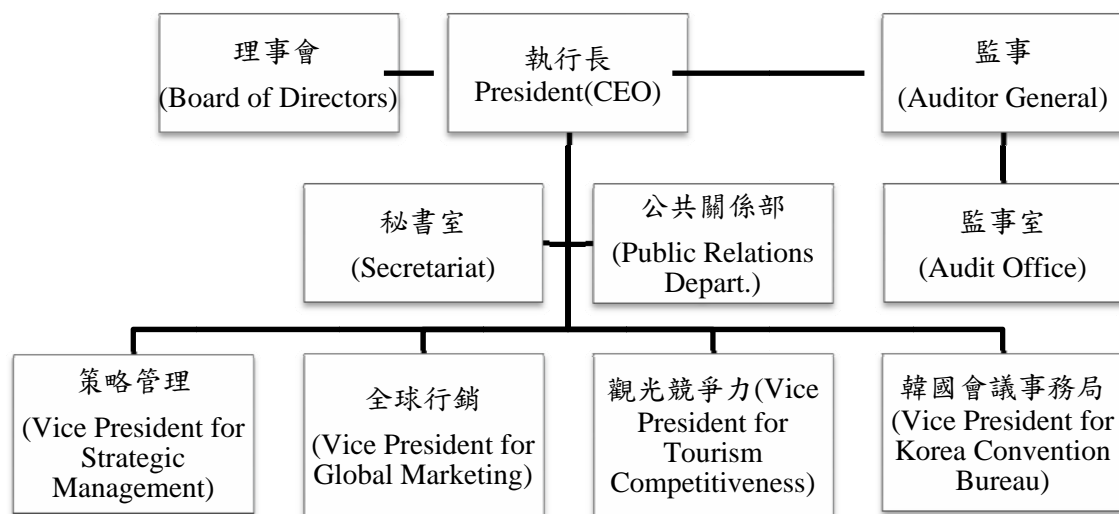 理事會
(Board of Directors)
執行長
President(CEO)
監事
(Auditor General)
秘書室
(Secretariat)
公共關係部
(Public Relations
Depart.)
監事室
(Audit Office)
策略管理
(Vice President for
Strategic
Management)
全球行銷
(Vice President for
Global Marketing)
觀光競爭力(Vice
President for
Tourism
Competitiveness)
韓國會議事務局
(Vice President for
Korea Convention
Bureau)